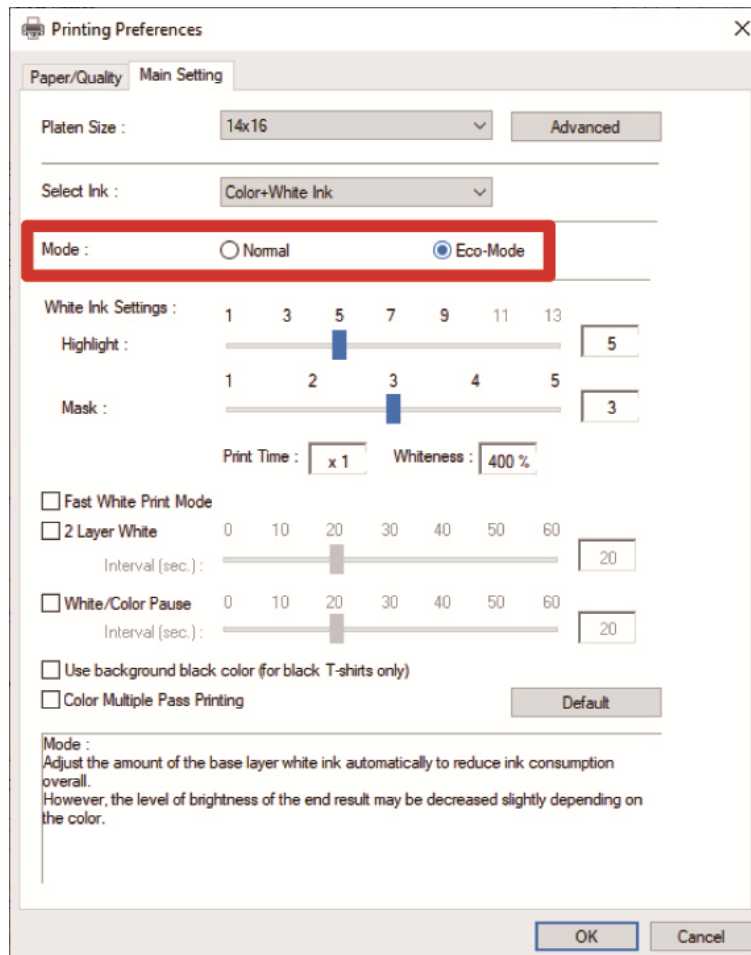 Printing Preferences
Paper/Quality Main Setting
Platen Size : 14x16 Advanced
Select Ink : Color+White Ink
Mode : Normal Eco-Mode
White Ink Settings : 1 3 5 7 9 11 13
Highlight : 5
1 2 3 4 5
Mask : 3
Print Time : x 1 Whiteness : 400 %
Fast White Print Mode
2 Layer White 0 10 20 30 40 50 60
Interval (sec.) : 20
White/Color Pause 0 10 20 30 40 50 60
Interval (sec.) : 20
Use background black color (for black T-shirts only)
Color Multiple Pass Printing Default
Mode :
Adjust the amount of the base layer white ink automatically to reduce ink consumption
overall.
However, the level of brightness of the end result may be decreased slightly depending on
the color.
OK Cancel